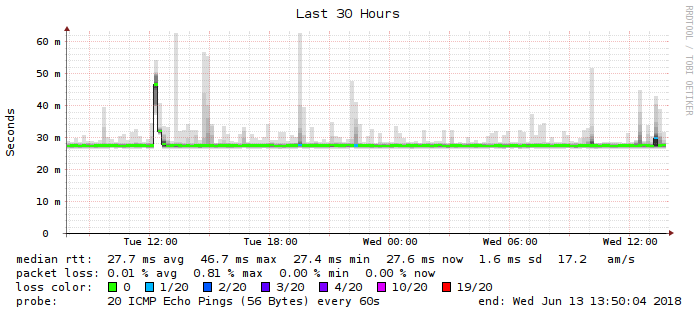 Last 30 Hours
RRDTOOL / TOBI OETIKER
Seconds
60 m
50 m
40 m
30 m
20 m
10 m
0
Tue 12:00 Tue 18:00 Wed 00:00 Wed 06:00 Wed 12:00
median rtt: 27.7 ms avg 46.7 ms max 27.4 ms min 27.6 ms now 1.6 ms sd 17.2 am/s
packet loss: 0.01 % avg 0.81 % max 0.00 % min 0.00 % now
loss color: 0 1/20 2/20 3/20 4/20 10/20 19/20
probe: 20 ICMP Echo Pings (56 Bytes) every 60s end: Wed Jun 13 13:50:04 2018